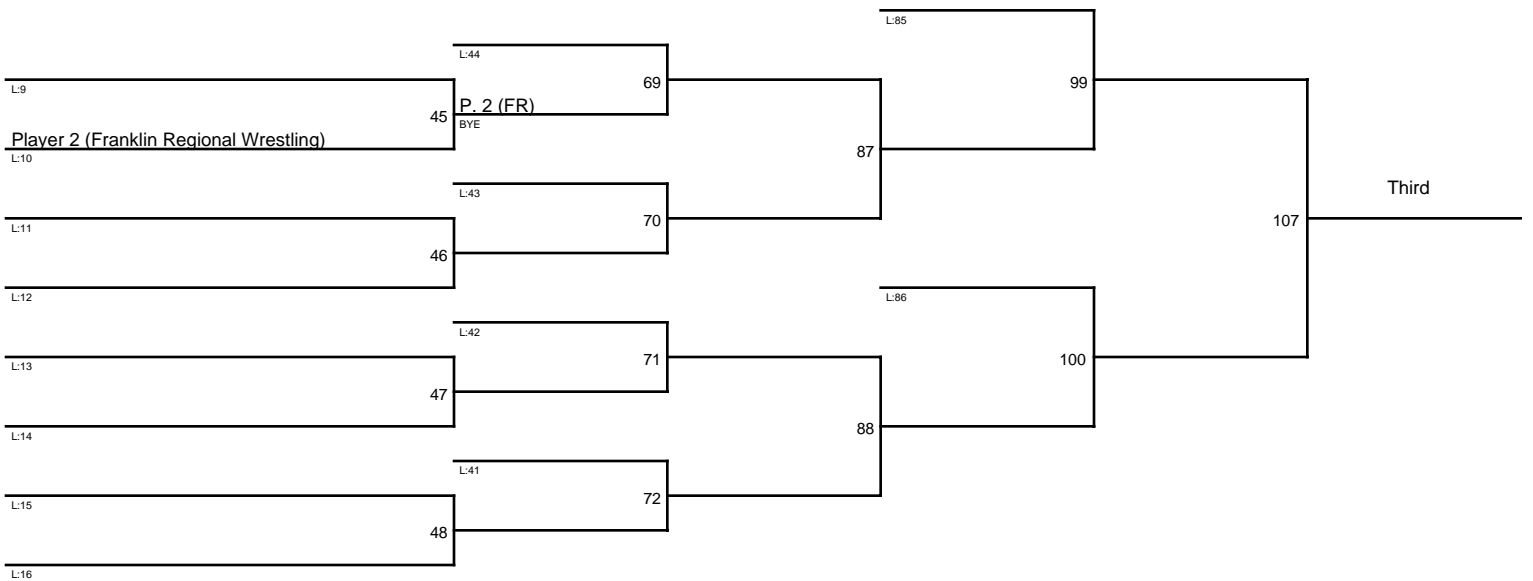 L:85
L:44
69
99
L:9
P. 2 (FR)
45
BYE
Player 2 (Franklin Regional Wrestling)
L:10
87
L:43
Third
L:11
70
107
46
L:12
L:86
L:42
L:13
71
100
47
L:14
88
L:41
L:15
72
48
L:16